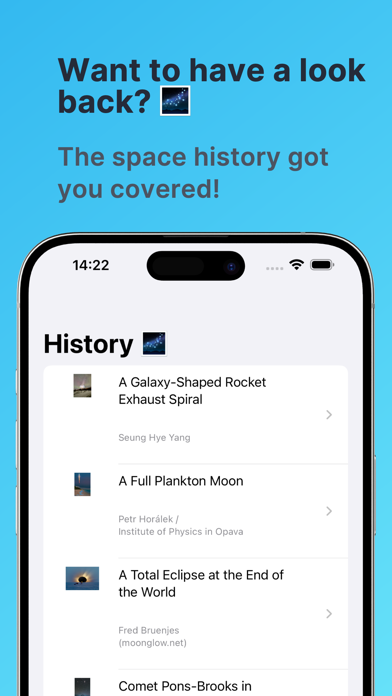 Want to have a look
back?
The space history got
you covered!
14:22
History
A Galaxy-Shaped Rocket
Exhaust Spiral
Seung Hye Yang
A Full Plankton Moon
Petr Horálek /
Institute of Physics in Opava
A Total Eclipse at the End of
the World
Fred Bruenjes
(moonglow.net)
Comet Pons-Brooks in